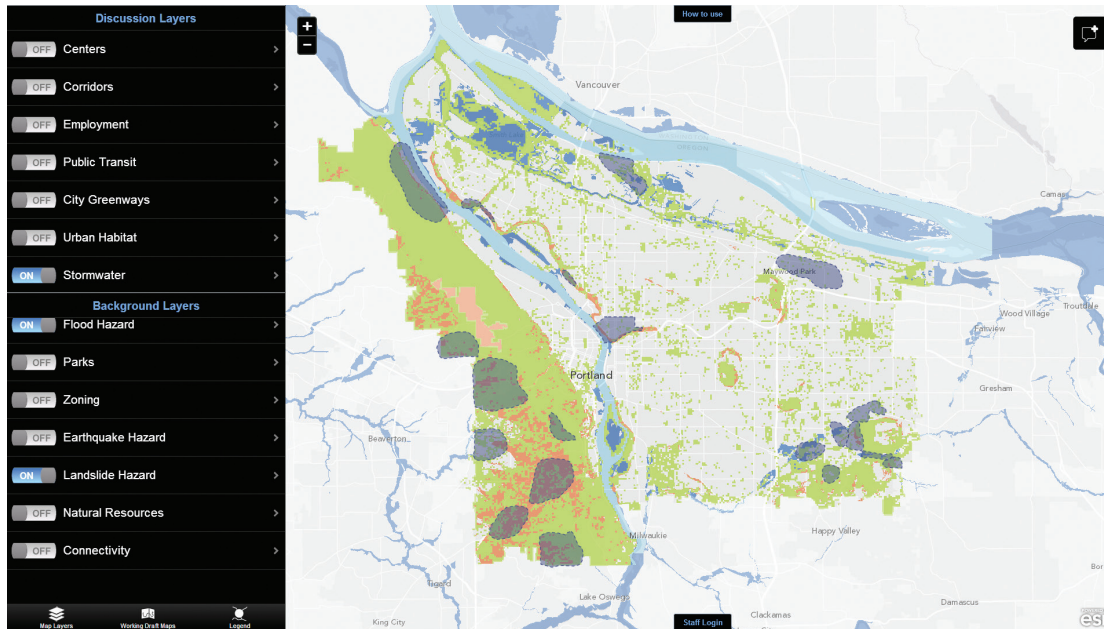 Discussion Layers
OFF Centers
OFF Corridors
OFF Employment
OFF Public Transit
OFF City Greenways
OFF Urban Habitat
ON Stormwater
Background Layers
ON Flood Hazard
OFF Parks
OFF Zoning
OFF Earthquake Hazard
ON Landslide Hazard
OFF Natural Resources
OFF Connectivity
Map Layers
Working Draft Maps
Legend
+
−
How to use
Vancouver
OREGON
Camas
Maywood Park
Troutdale
Wood Village
Fairview
Portland
Gresham
Beaverton
Happy Valley
Milwaukie
Tigard
Lake Oswego
Damascus
King City
Clackamas
Staff Login